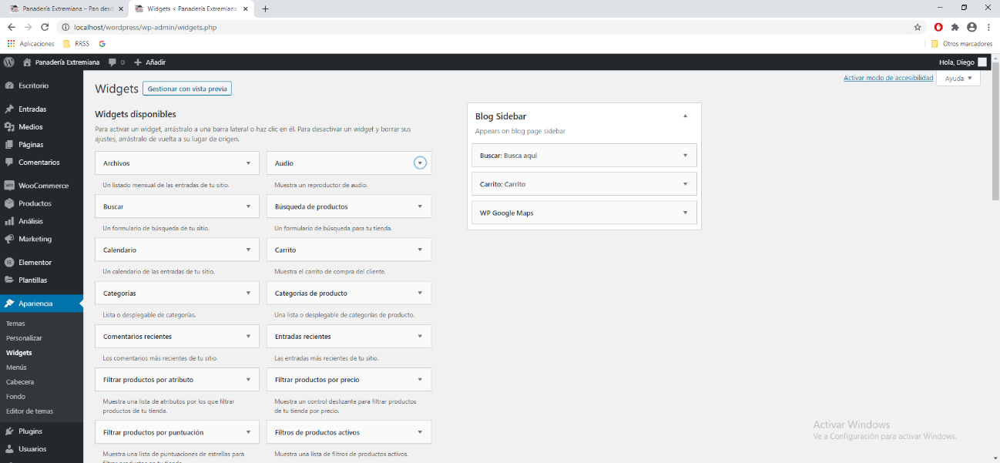 Panadería Extremiana – Pan desd
Widgets < Panadería Extremiana
localhost/wordpress/wp-admin/widgets.php
Aplicaciones
RRSS
Otros marcadores
Panadería Extremiana
0
Añadir
Hola, Diego
Escritorio
Entradas
Medios
Páginas
Comentarios
WooCommerce
Productos
Análisis
Marketing
Elementor
Plantillas
Apariencia
Temas
Personalizar
Widgets
Menús
Cabecera
Fondo
Editor de temas
Plugins
Usuarios
Activar modo de accesibilidad
Ayuda
Widgets
Gestionar con vista previa
Widgets disponibles
Para activar un widget, arrástralo a una barra lateral o haz clic en él. Para desactivar un widget y borrar sus
ajustes, arrástralo de vuelta a su lugar de origen.
Archivos
Audio
Un listado mensual de las entradas de tu sitio.
Muestra un reproductor de audio.
Buscar
Búsqueda de productos
Un formulario de búsqueda de tu sitio.
Un formulario de búsqueda para tu tienda.
Calendario
Carrito
Un calendario de las entradas de tu sitio.
Muestra el carrito de compra del cliente.
Categorías
Categorías de producto
Lista o desplegable de categorías.
Una lista o desplegable de categorías de producto.
Comentarios recientes
Entradas recientes
Los comentarios más recientes de tu sitio.
Las entradas más recientes de tu sitio.
Filtrar productos por atributo
Filtrar productos por precio
Muestra una lista de atributos por los que filtrar
productos de tu tienda.
Muestra un control deslizante para filtrar productos
de tu tienda por precio.
Filtrar productos por puntuación
Filtros de productos activos
Muestra una lista de puntuaciones de estrellas para
filtrar productos en tu tienda.
Muestra una lista de filtros de productos activos.
Blog Sidebar
Appears on blog page sidebar
Buscar: Busca aquí
Carrito: Carrito
WP Google Maps
Activar Windows
Ve a Configuración para activar Windows.